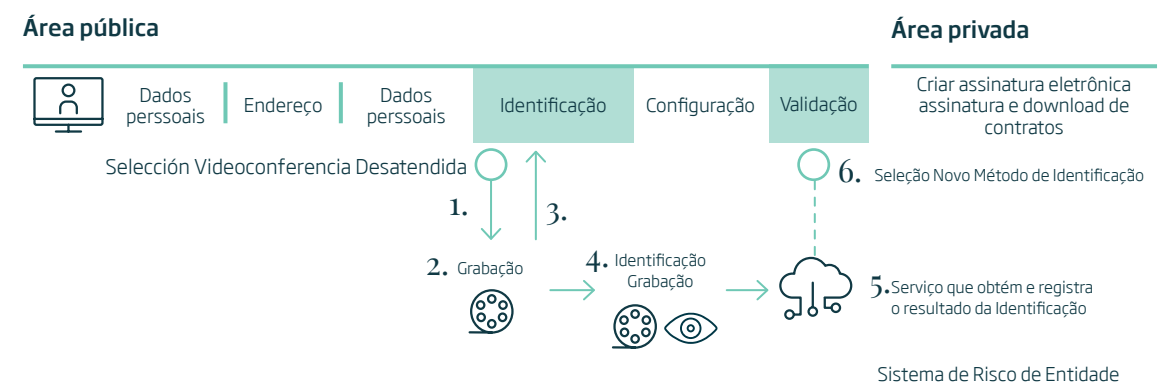 Área pública
Área privada
Dados
perssoais
Endereço
Dados
perssoais
Identificação
Configuração
Validação
Criar assinatura eletrônica
assinatura e download de
contratos
Selección Videoconferencia Desatendida
6. Seleção Novo Método de Identificação
1.
3.
2. Grabação
4. Identificação
Grabação
5. Serviço que obtém e registra
o resultado da Identificação
Sistema de Risco de Entidade